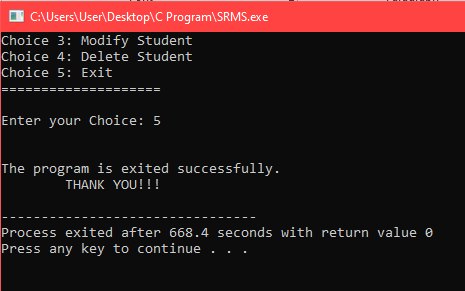 C:\Users\User\Desktop\C Program\SRMS.exe
Choice 3: Modify Student
Choice 4: Delete Student
Choice 5: Exit
====================
Enter your Choice: 5
The program is exited successfully.
THANK YOU!!!
--------------------------------
Process exited after 668.4 seconds with return value 0
Press any key to continue . . .